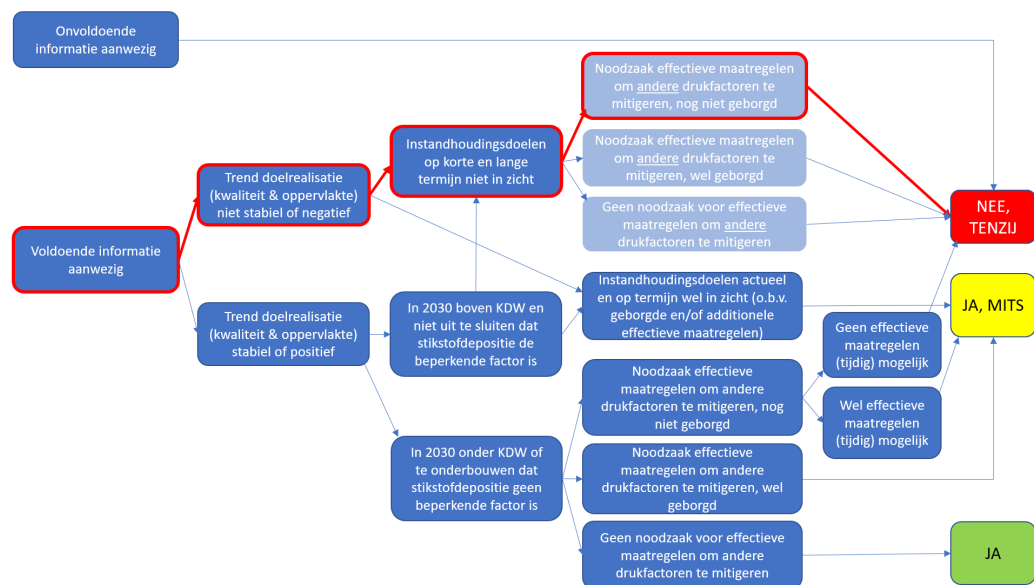 Onvoldoende
informatie aanwezig
Noodzaak effectieve maatregelen
om andere drukfactoren te
mitigeren, nog niet geborgd
Instandhoudingsdoelen
op korte en lange
termijn niet in zicht
Noodzaak effectieve maatregelen
om andere drukfactoren te
mitigeren, wel geborgd
Trend doelrealisatie
(kwaliteit & oppervlakte)
niet stabiel of negatief
Geen noodzaak voor effectieve
maatregelen om andere
drukfactoren te mitigeren
NEE,
TENZIJ
Voldoende informatie
aanwezig
Instandhoudingsdoelen actueel
en op termijn wel in zicht (o.b.v.
geborgde en/of additionele
effectieve maatregelen)
JA, MITS
Trend doelrealisatie
(kwaliteit & oppervlakte)
stabiel of positief
In 2030 boven KDW en
niet uit te sluiten dat
stikstofdepositie de
beperkende factor is
Geen effectieve
maatregelen
(tijdig) mogelijk
Noodzaak effectieve
maatregelen om andere
drukfactoren te mitigeren, nog
niet geborgd
Wel effectieve
maatregelen
(tijdig) mogelijk
In 2030 onder KDW of
te onderbouwen dat
stikstofdepositie geen
beperkende factor is
Noodzaak effectieve
maatregelen om andere
drukfactoren te mitigeren, wel
geborgd
Geen noodzaak voor effectieve
maatregelen om andere
drukfactoren te mitigeren
JA